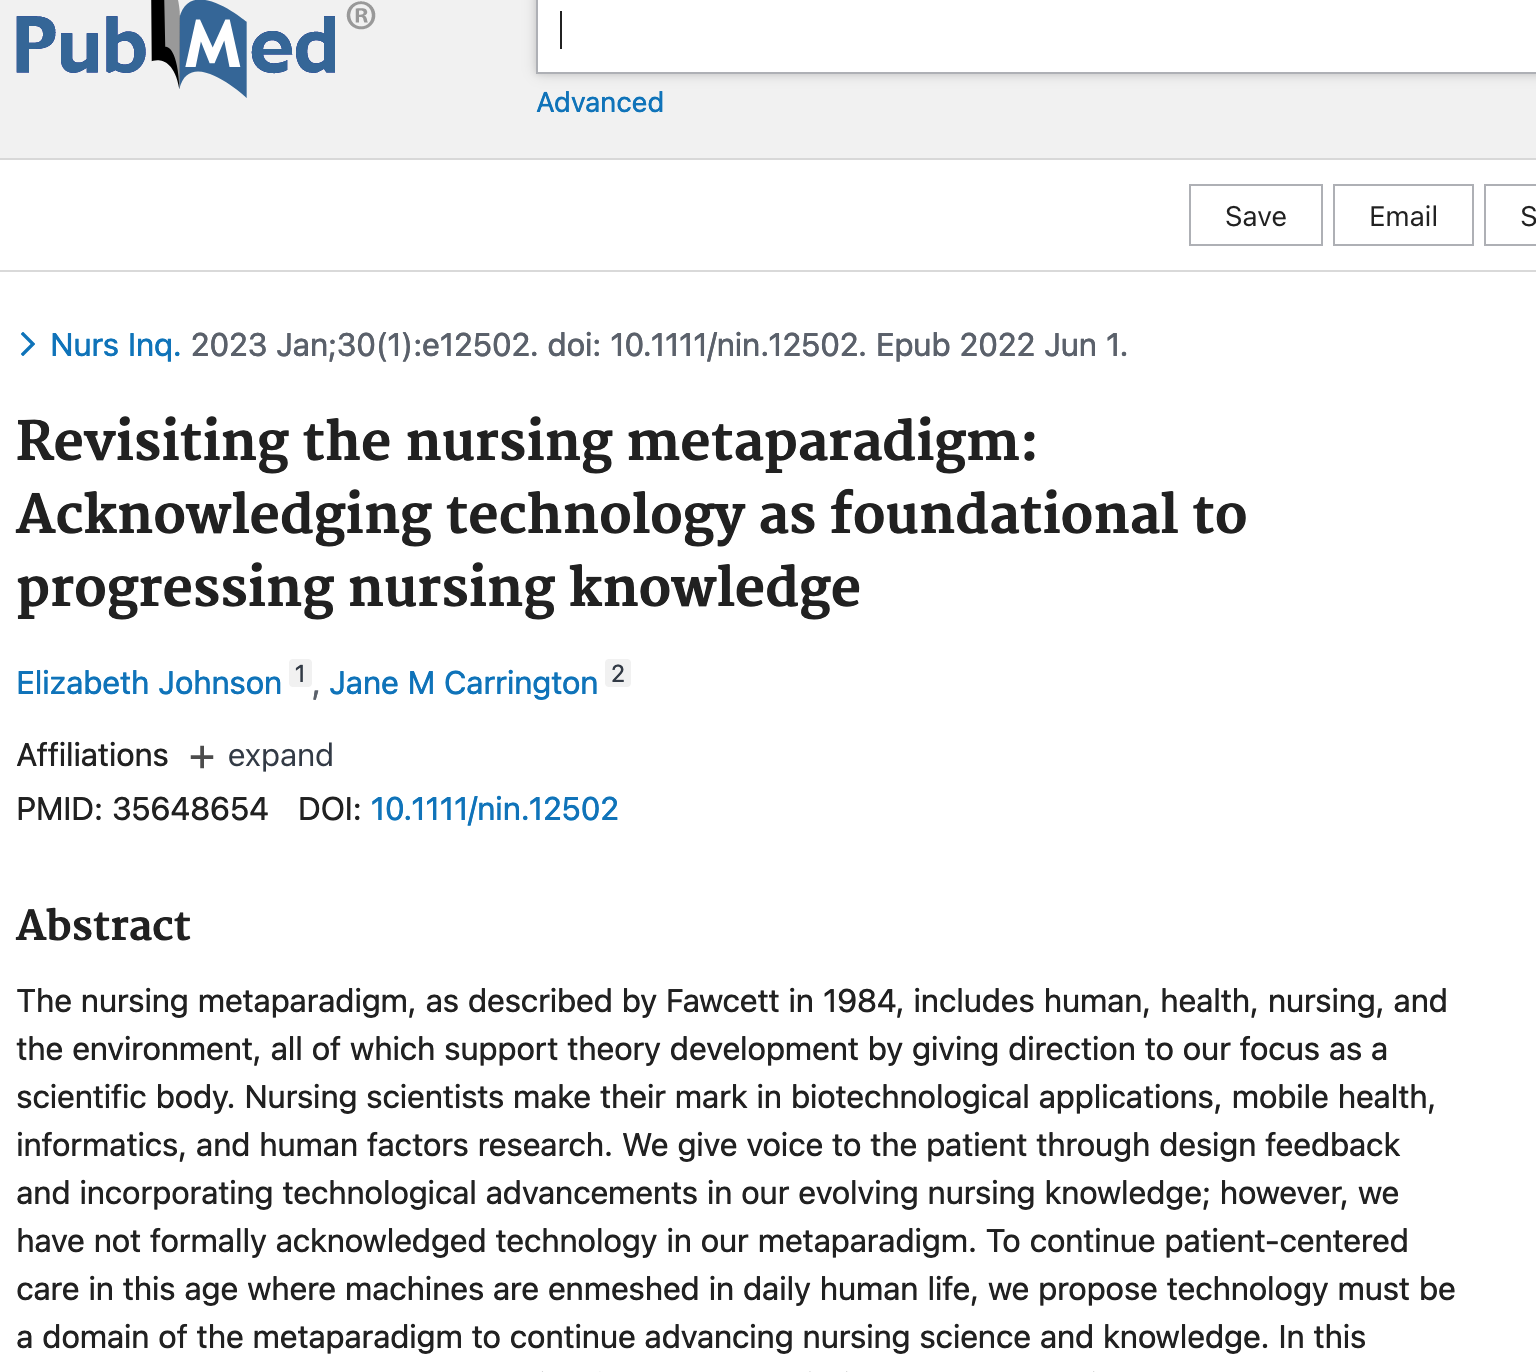 PubMed®
Advanced
Save Email S
Nurs Inq. 2023 Jan;30(1):e12502. doi: 10.1111/nin.12502. Epub 2022 Jun 1.
Revisiting the nursing metaparadigm:
Acknowledging technology as foundational to
progressing nursing knowledge
Elizabeth Johnson 1, Jane M Carrington 2
Affiliations + expand
PMID: 35648654 DOI: 10.1111/nin.12502
Abstract
The nursing metaparadigm, as described by Fawcett in 1984, includes human, health, nursing, and
the environment, all of which support theory development by giving direction to our focus as a
scientific body. Nursing scientists make their mark in biotechnological applications, mobile health,
informatics, and human factors research. We give voice to the patient through design feedback
and incorporating technological advancements in our evolving nursing knowledge; however, we
have not formally acknowledged technology in our metaparadigm. To continue patient-centered
care in this age where machines are enmeshed in daily human life, we propose technology must be
a domain of the metaparadigm to continue advancing nursing science and knowledge. In this